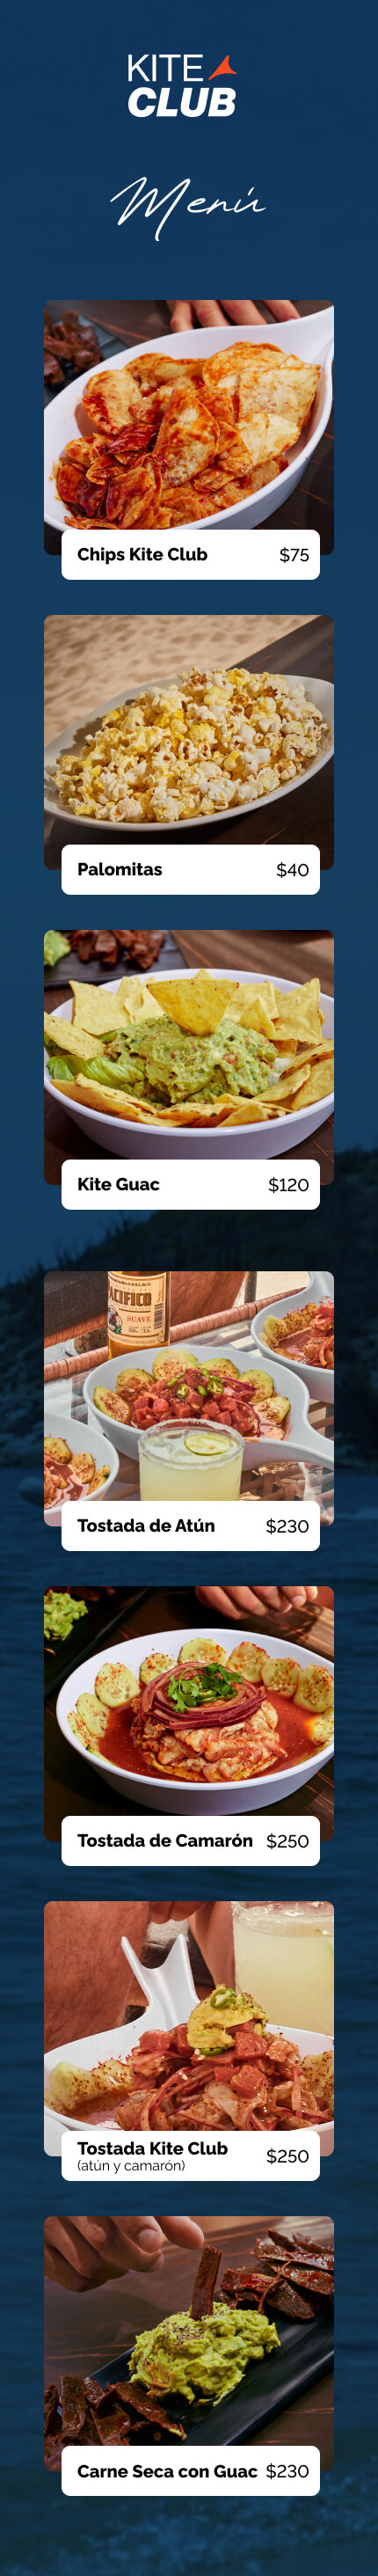 KITE
CLUB
Menú
Chips Kite Club $75
Palomitas $40
Kite Guac $120
PACIFICO
SUAVE
Tostada de Atún $230
Tostada de Camarón $250
Tostada Kite Club $250
(atún y camarón)
Carne Seca con Guac $230